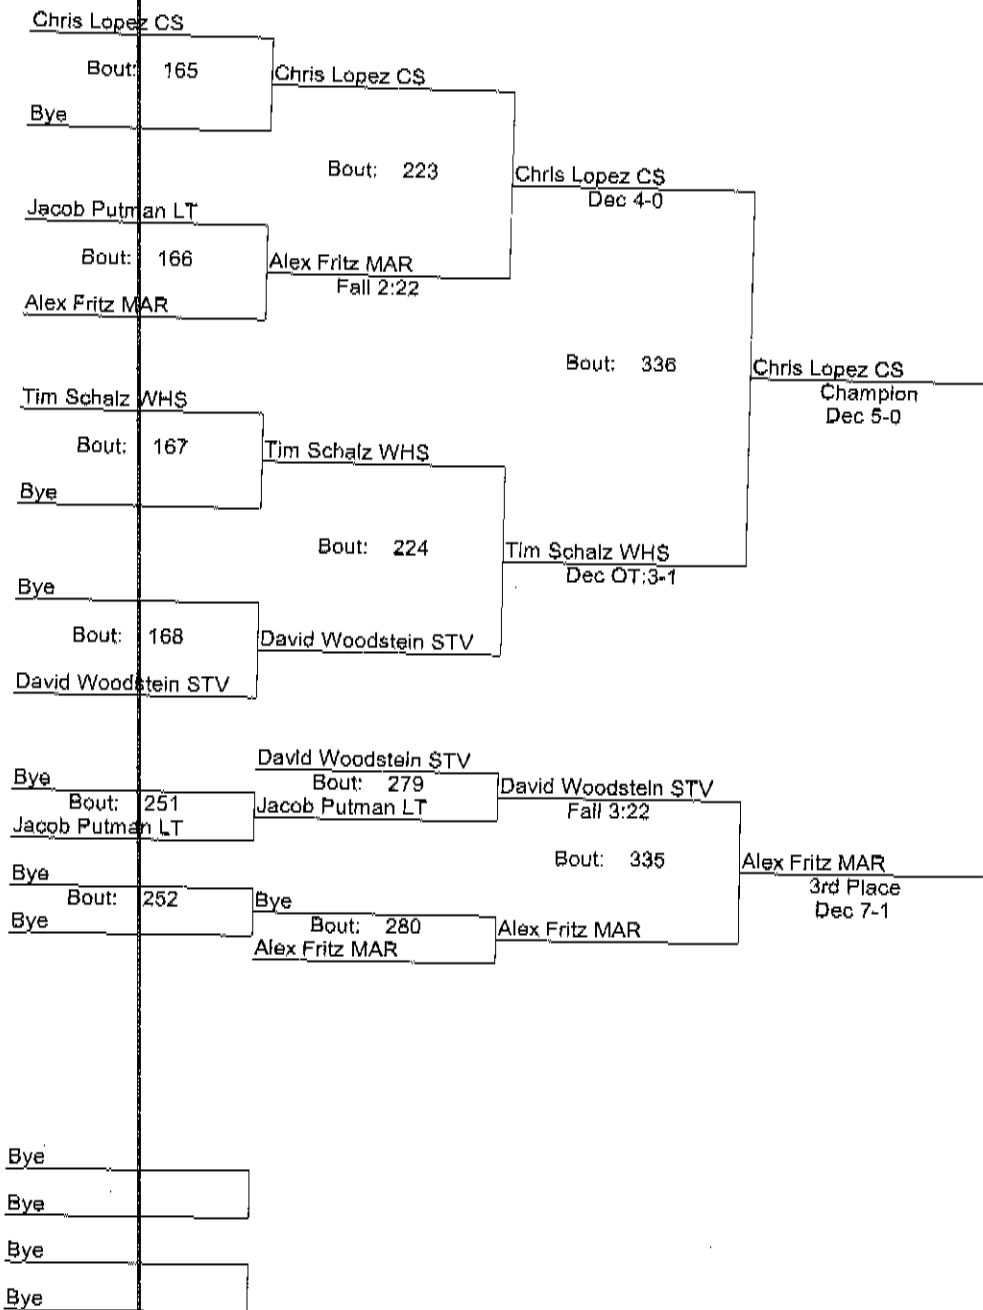 Chris Lopez CS
Bout: 165
Chris Lopez CS
Bye
Bout: 223
Chris Lopez CS
Dec 4-0
Jacob Putman LT
Bout: 166
Alex Fritz MAR
Fall 2:22
Alex Fritz MAR
Bout: 336
Chris Lopez CS
Champion
Dec 5-0
Tim Schalz WHS
Bout: 167
Tim Schalz WHS
Bye
Bout: 224
Tim Schalz WHS
Dec OT:3-1
Bye
Bout: 168
David Woodstein STV
David Woodstein STV
David Woodstein STV
Bye
Bout: 279
David Woodstein STV
Bout: 251
Jacob Putman LT
Fall 3:22
Jacob Putman LT
Bout: 335
Alex Fritz MAR
3rd Place
Dec 7-1
Bye
Bout: 252
Bye
Bye
Bout: 280
Alex Fritz MAR
Alex Fritz MAR
Bye
Bye
Bye
Bye